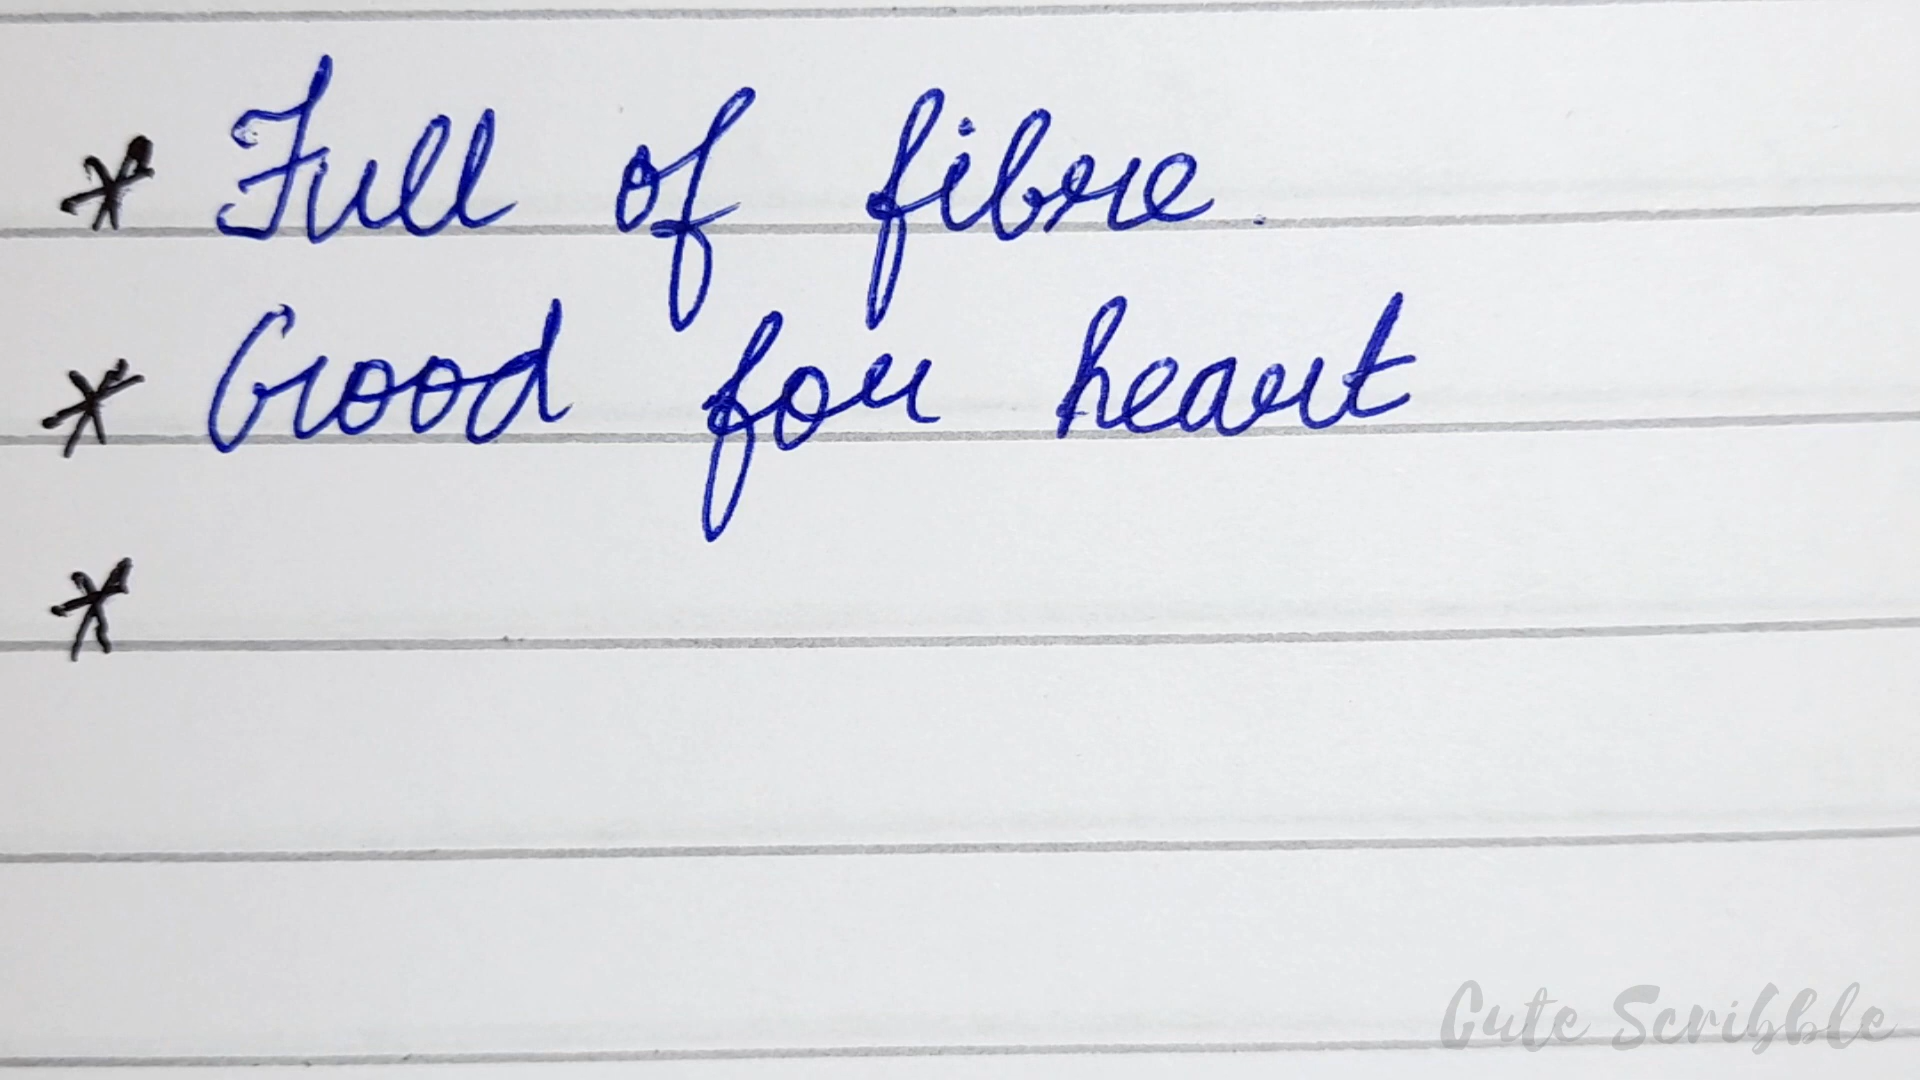 * Full of fibre.
* Good for heart
*
Cute Scribble